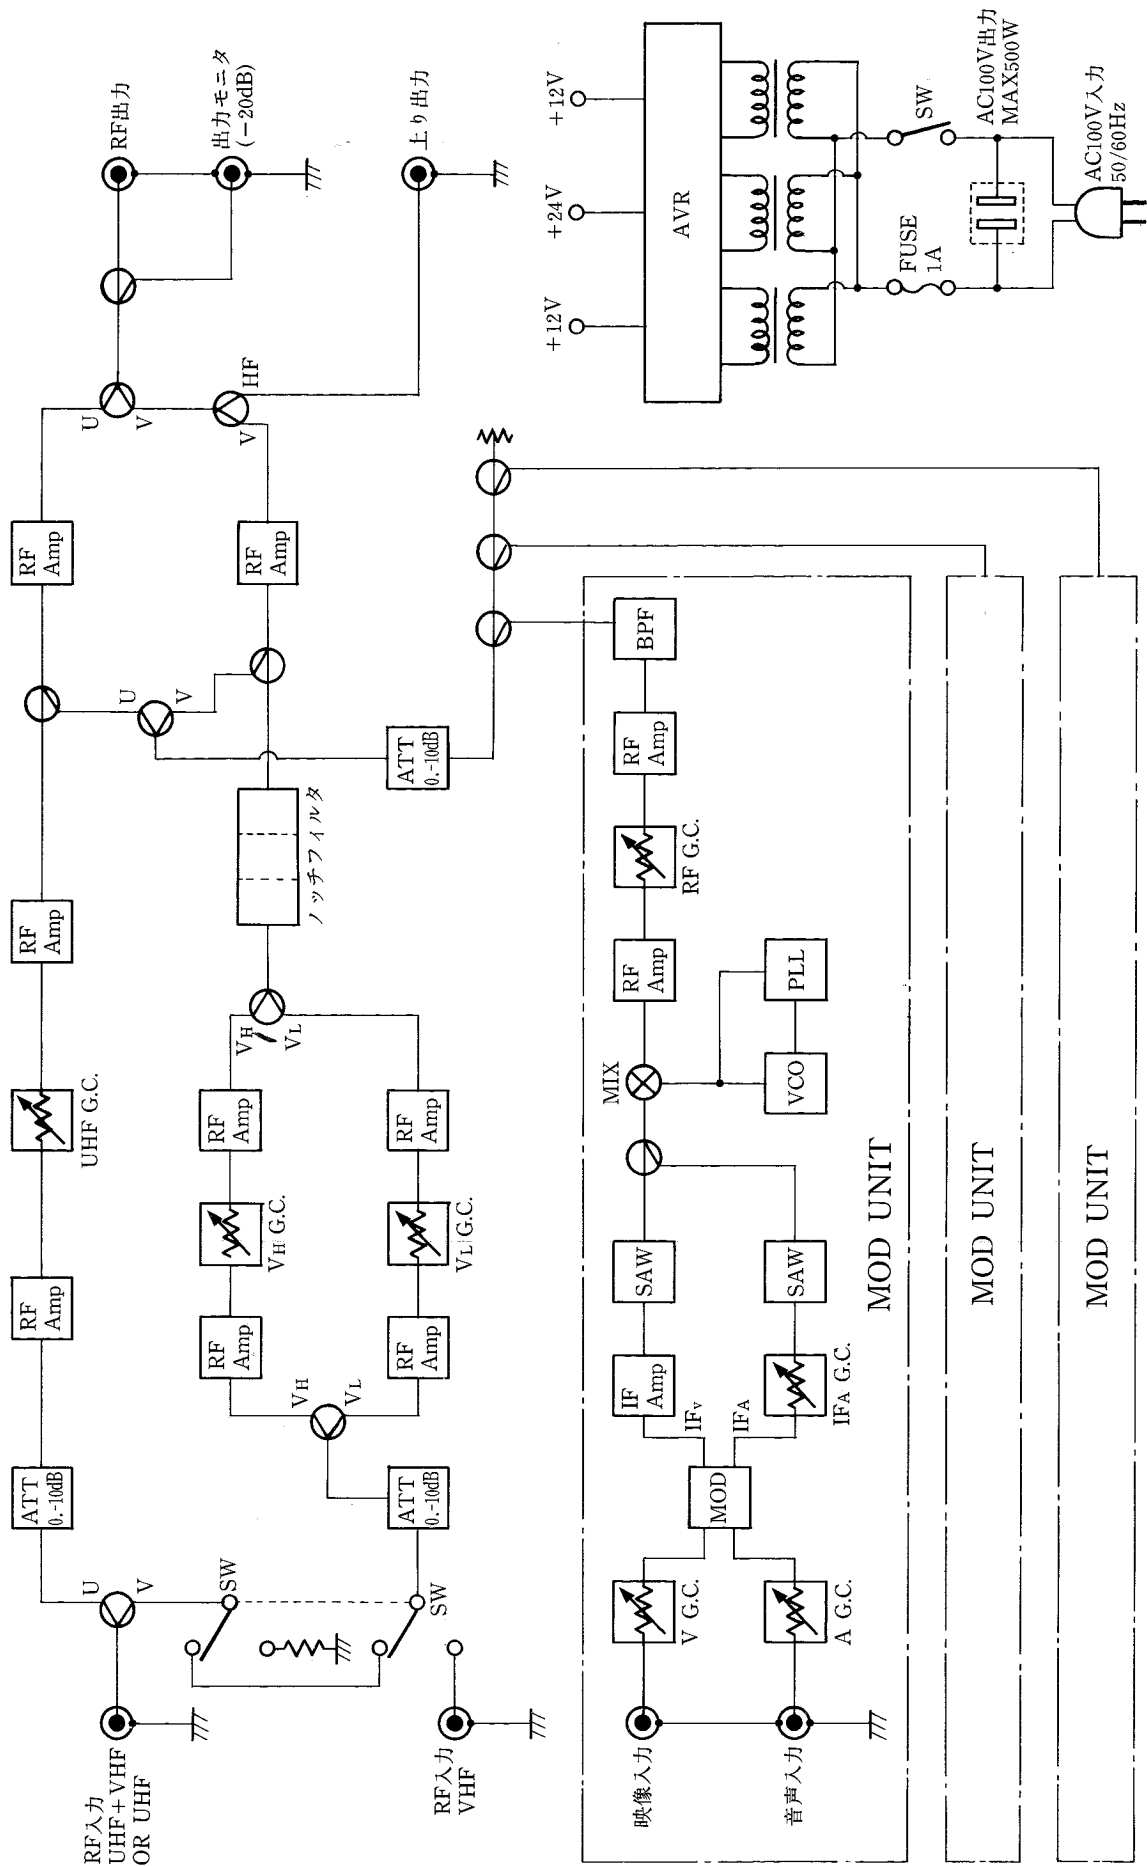 RF入力
UHF+VHF
OR UHF
U
V
ATT
0.-10dB
RF
Amp
UHF G.C.
RF
Amp
RF
Amp
U
V
RF出力
出力モニタ
(−20dB)
SW
SW
RF入力
VHF
ATT
0.-10dB
VH
VL
RF
Amp
VH G.C.
RF
Amp
RF
Amp
VL G.C.
RF
Amp
VH
VL
ノッチフィルタ
U
V
RF
Amp
V
HF
上り出力
ATT
0.-10dB
映像入力
音声入力
V G.C.
A G.C.
MOD
IFV
IFA
IF
Amp
IFA G.C.
SAW
SAW
MIX
VCO
PLL
RF
Amp
RF G.C.
RF
Amp
BPF
MOD UNIT
MOD UNIT
MOD UNIT
+12V
+24V
+12V
AVR
FUSE
1A
SW
AC100V出力
MAX500W
AC100V入力
50/60Hz